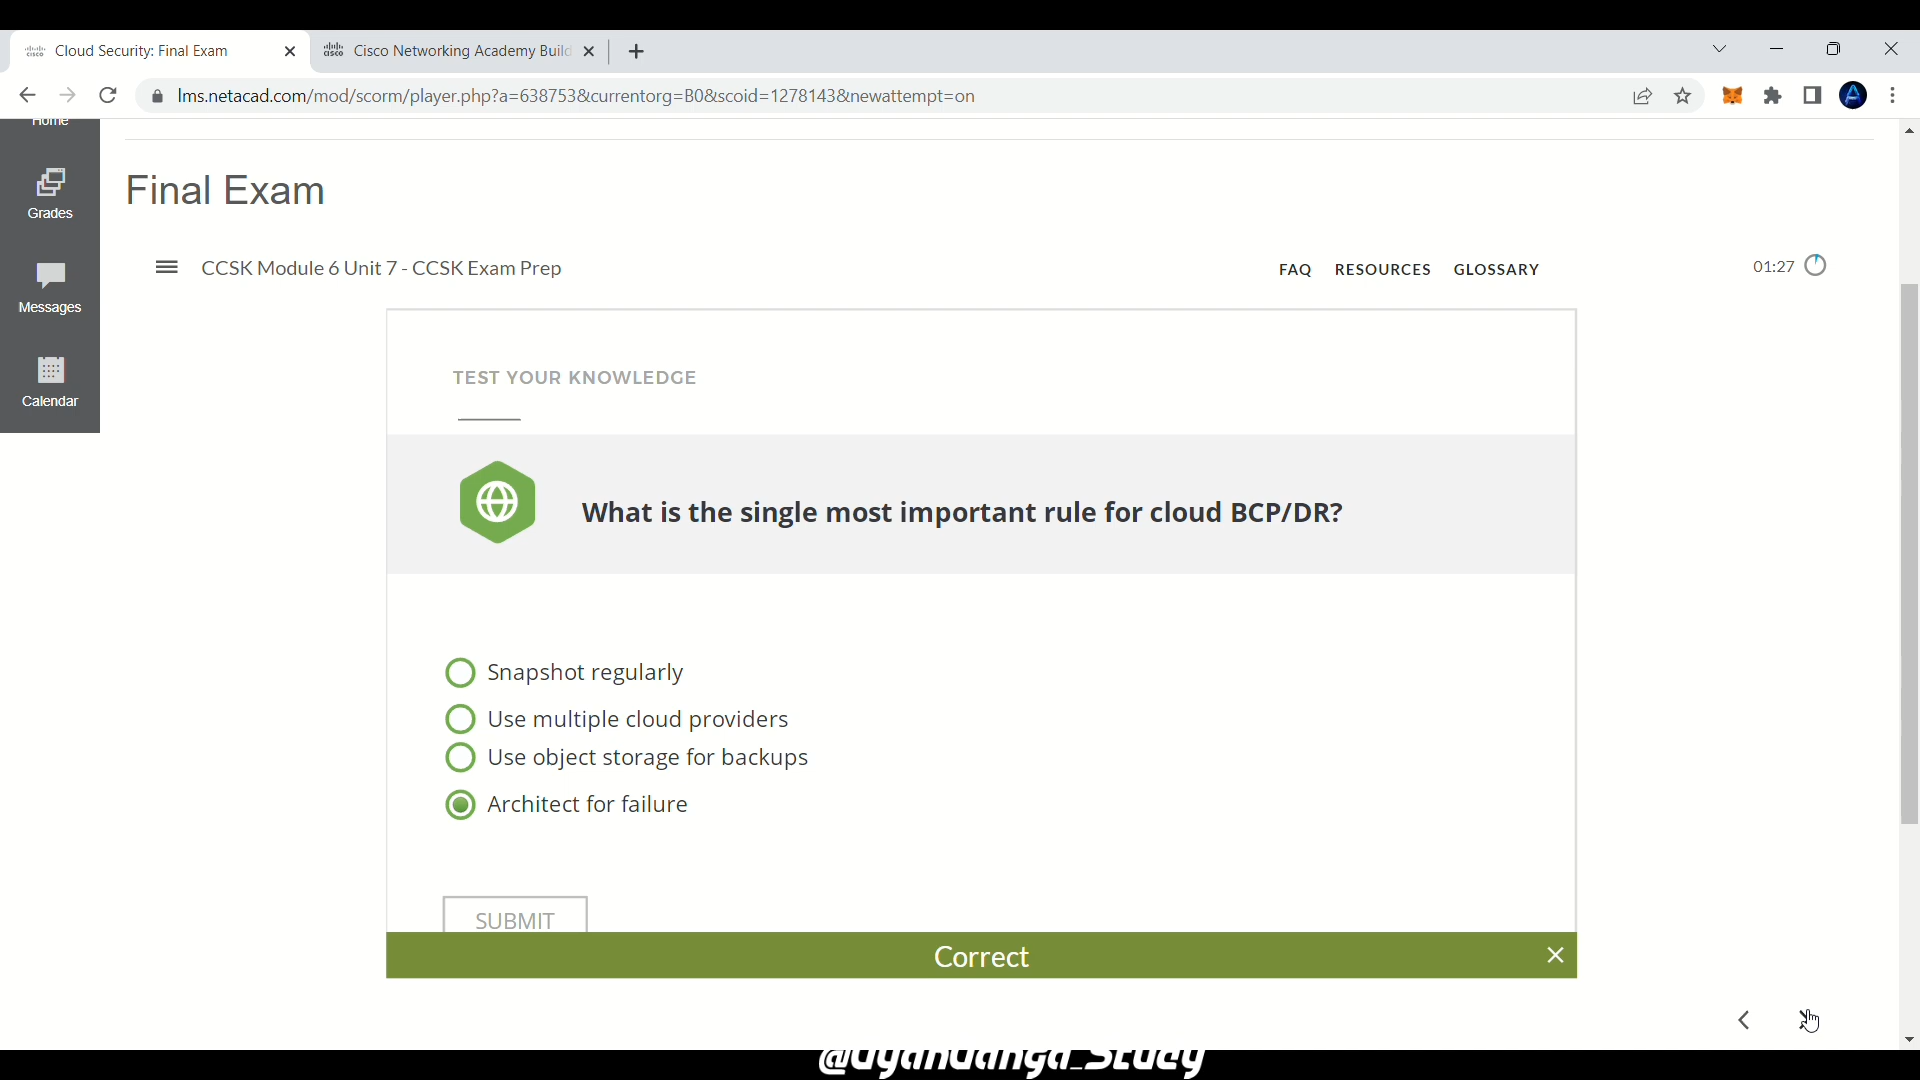 Cloud Security: Final Exam
Cisco Networking Academy Build
lms.netacad.com/mod/scorm/player.php?a=638753&currentorg=B0&scoid=1278143&newattempt=on
Home
Grades
Messages
Calendar
Final Exam
CCSK Module 6 Unit 7 - CCSK Exam Prep
FAQ RESOURCES GLOSSARY
01:27
TEST YOUR KNOWLEDGE
What is the single most important rule for cloud BCP/DR?
Snapshot regularly
Use multiple cloud providers
Use object storage for backups
Architect for failure
SUBMIT
Correct